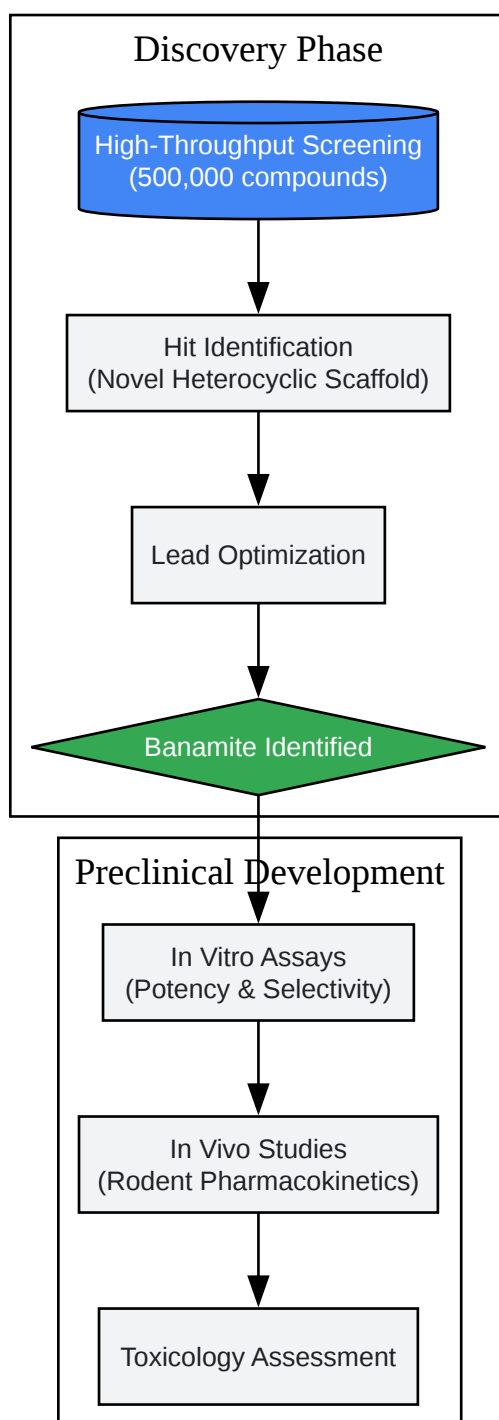 Discovery Phase
High-Throughput Screening
(500,000 compounds)
Hit Identification
(Novel Heterocyclic Scaffold)
Lead Optimization
Banamite Identified
Preclinical Development
In Vitro Assays
(Potency & Selectivity)
In Vivo Studies
(Rodent Pharmacokinetics)
Toxicology Assessment